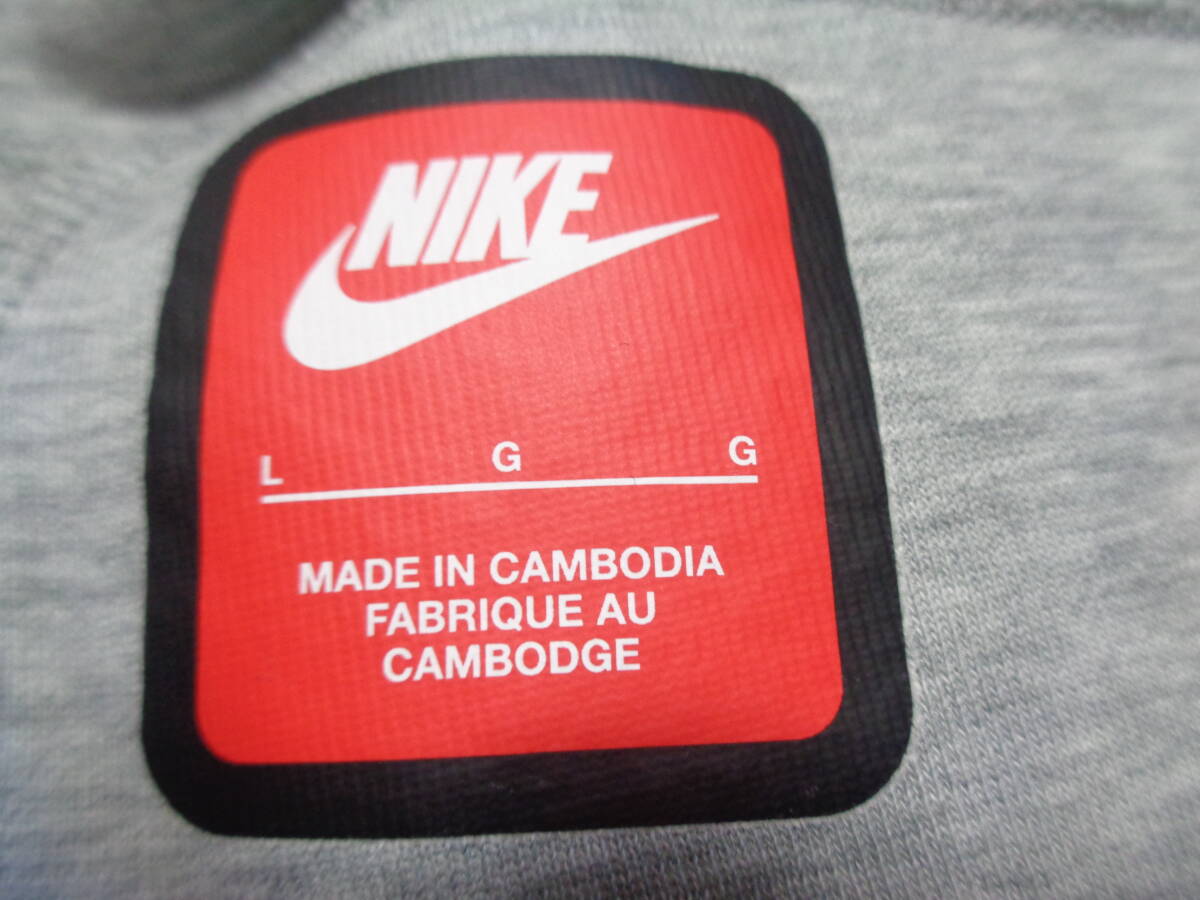 NIKE
L G G
MADE IN CAMBODIA
FABRIQUE AU
CAMBODGE